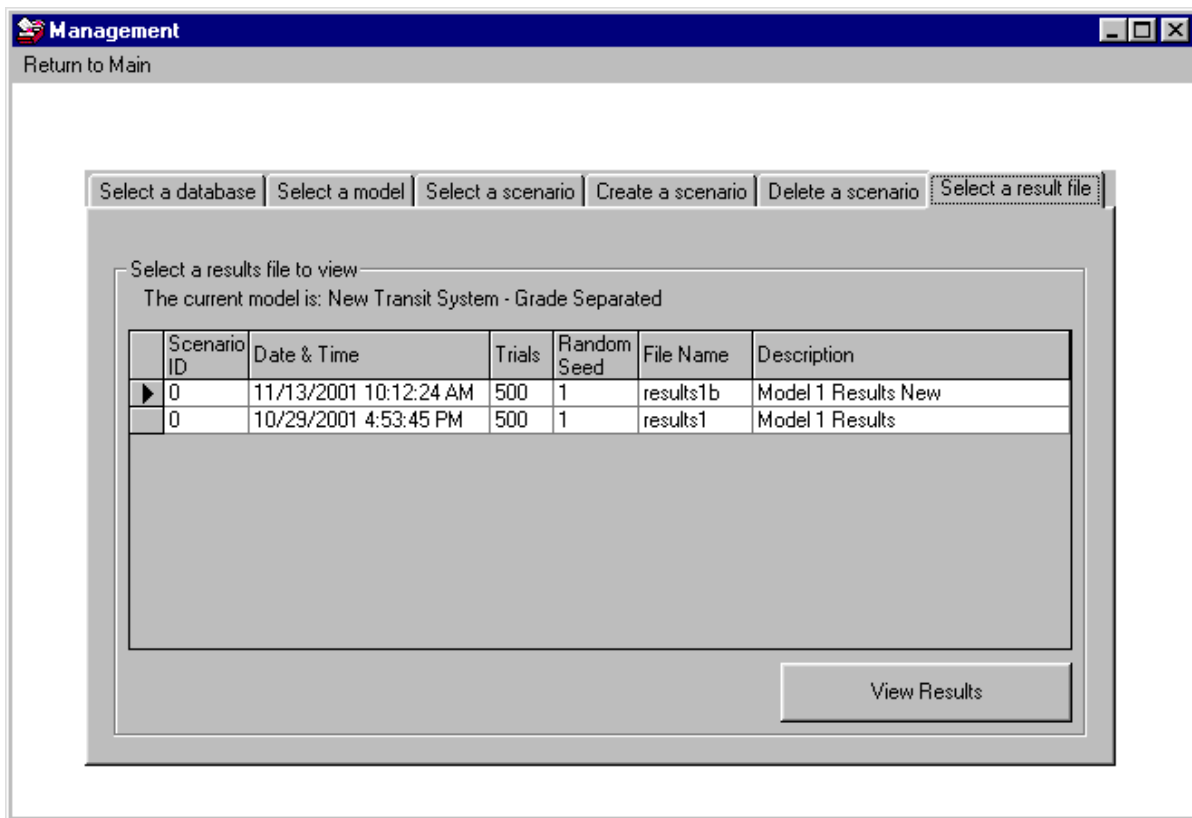 Management
Return to Main
Select a database Select a model Select a scenario Create a scenario Delete a scenario Select a result file
Select a results file to view
The current model is: New Transit System - Grade Separated
Scenario ID Date & Time Trials Random Seed File Name Description
0 11/13/2001 10:12:24 AM 500 1 results1b Model 1 Results New
0 10/29/2001 4:53:45 PM 500 1 results1 Model 1 Results
View Results